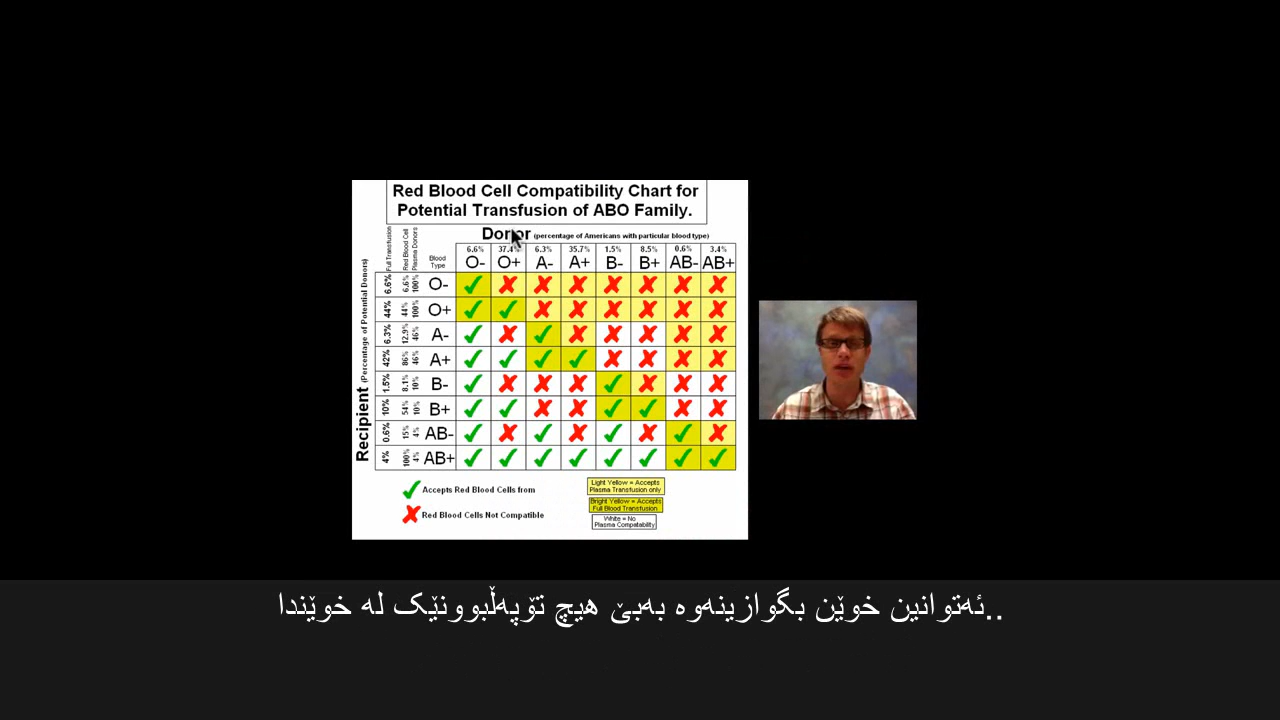 Red Blood Cell Compatibility Chart for
Potential Transfusion of ABO Family.
Donor (percentage of Americans with particular blood type)
Full Transfusion
Red Blood Cell
Plasma Donors
Blood
Type
6.6% 37.4% 6.3% 35.7% 1.5% 8.5% 0.6% 3.4%
O- O+ A- A+ B- B+ AB- AB+
Recipient (Percentage of Potential Donors)
6.6% 6.6% 100% O-
44% 44% 100% O+
6.3% 12.9% 46% A-
42% 86% 46% A+
1.5% 8.1% 10% B-
10% 54% 10% B+
0.6% 15% 4% AB-
4% 100% 4% AB+
Accepts Red Blood Cells from
Red Blood Cells Not Compatible
Light Yellow = Accepts
Plasma Transfusion only
Bright Yellow = Accepts
Full Blood Transfusion
White = No
Plasma Compatability
ئەتوانین خوێن بگوازینەوە بەبێ هیچ تۆپەڵبوونێک لە خوێندا..